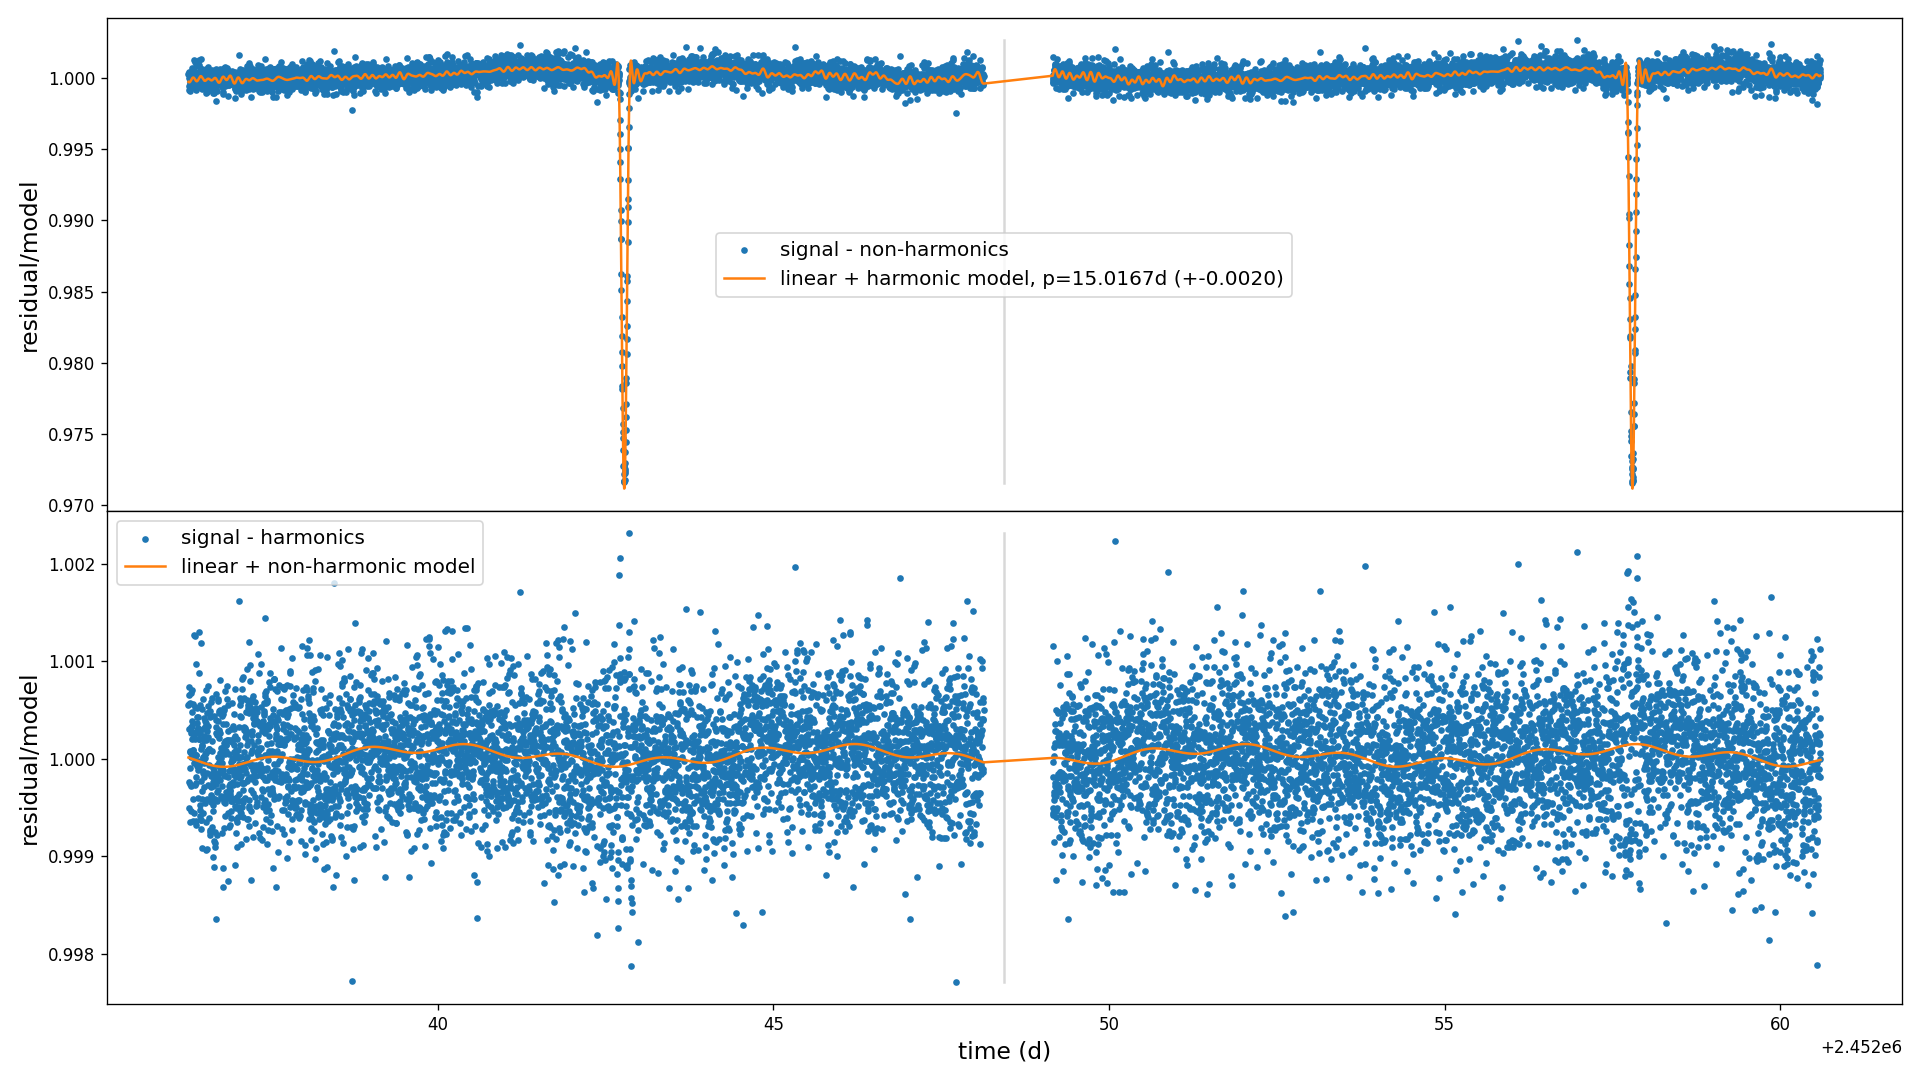 1.000
0.995
0.990
0.985
0.980
0.975
0.970
residual/model
signal - non-harmonics
linear + harmonic model, p=15.0167d (+-0.0020)
signal - harmonics
linear + non-harmonic model
1.002
1.001
1.000
0.999
0.998
residual/model
40 45 50 55 60
time (d)
+2.452e6